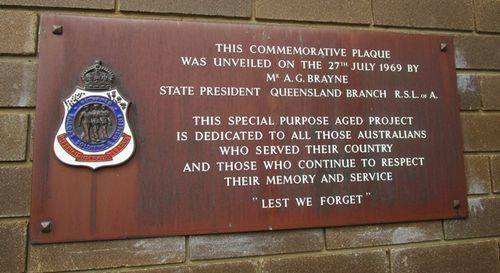 THIS COMMEMORATIVE PLAQUE
WAS UNVEILED ON THE 27TH JULY 1969 BY
MR A.G. BRAYNE
STATE PRESIDENT QUEENSLAND BRANCH R.S.L. OF A.
THIS SPECIAL PURPOSE AGED PROJECT
IS DEDICATED TO ALL THOSE AUSTRALIANS
WHO SERVED THEIR COUNTRY
AND THOSE WHO CONTINUE TO RESPECT
THEIR MEMORY AND SERVICE
"LEST WE FORGET"